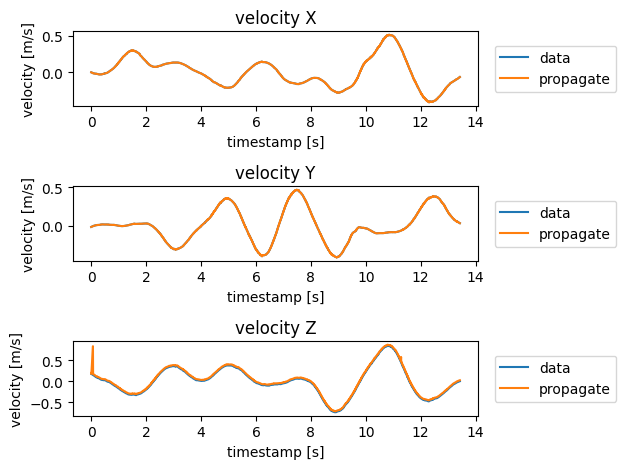 velocity X
velocity [m/s]
0.5
0.0
0 2 4 6 8 10 12 14
timestamp [s]
data
propagate
velocity Y
velocity [m/s]
0.5
0.0
0 2 4 6 8 10 12 14
timestamp [s]
data
propagate
velocity Z
velocity [m/s]
0.5
0.0
−0.5
0 2 4 6 8 10 12 14
timestamp [s]
data
propagate